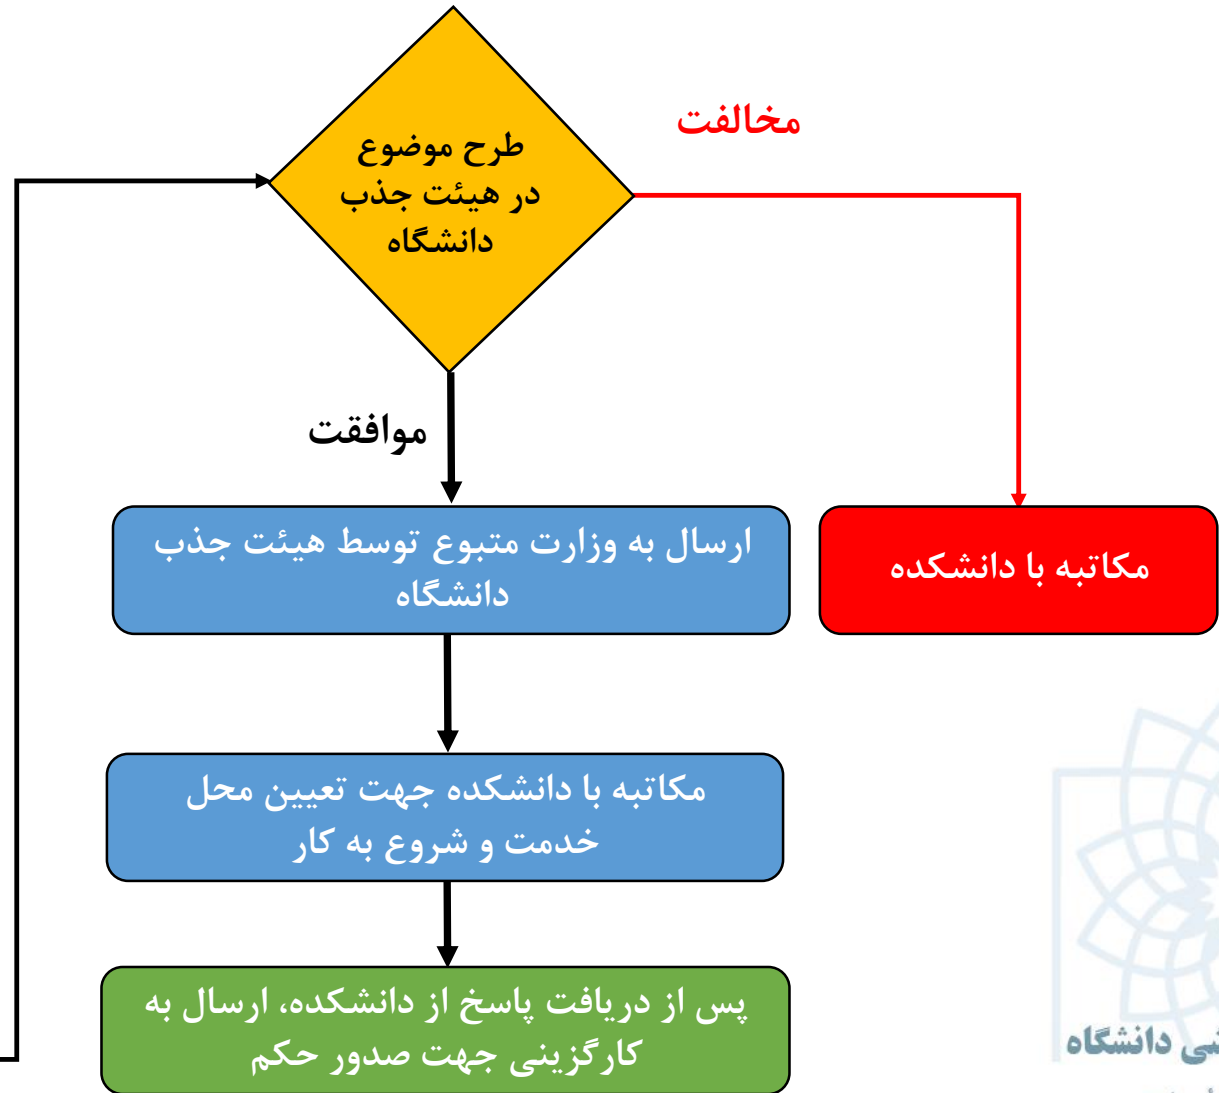 مخالفت
طرح موضوع
در هیئت جذب
دانشگاه
موافقت
ارسال به وزارت متبوع توسط هیئت جذب
دانشگاه
مکاتبه با دانشکده
مکاتبه با دانشکده جهت تعیین محل
خدمت و شروع به کار
پس از دریافت پاسخ از دانشکده، ارسال به
کارگزینی جهت صدور حکم
دانشگاه